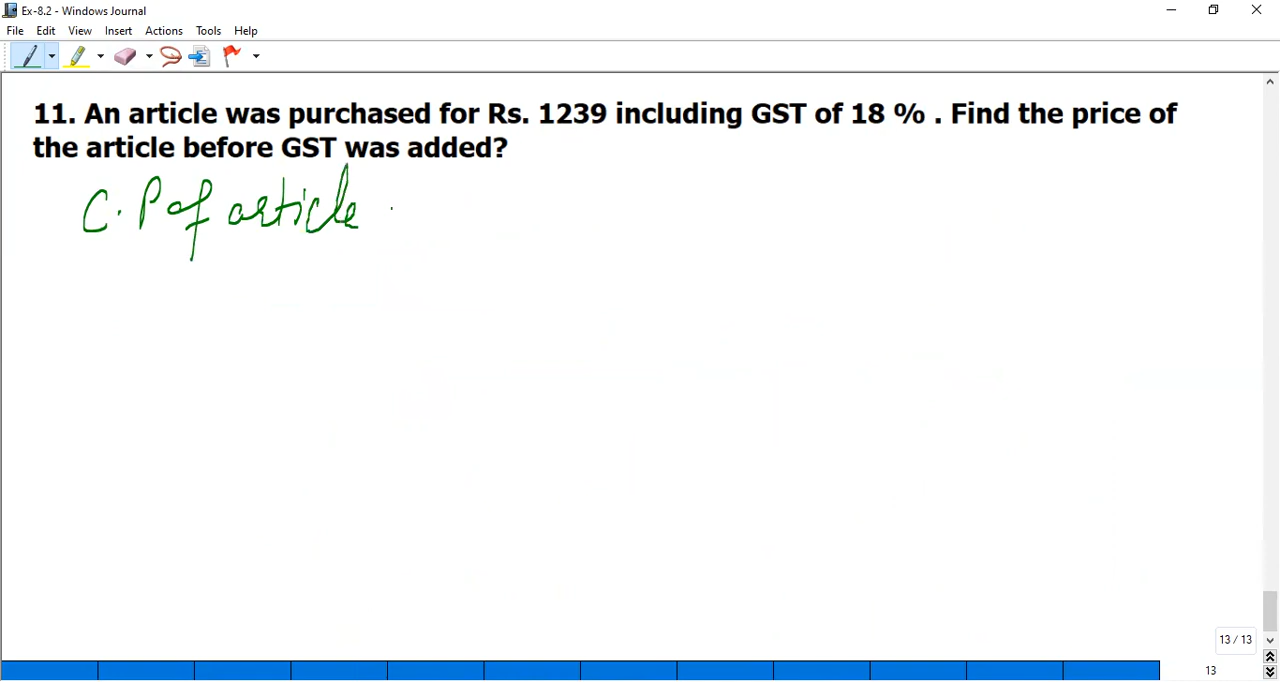 Ex-8.2 - Windows Journal
File Edit View Insert Actions Tools Help
11. An article was purchased for Rs. 1239 including GST of 18 % . Find the price of
the article before GST was added?
C. P of article
13 / 13
13